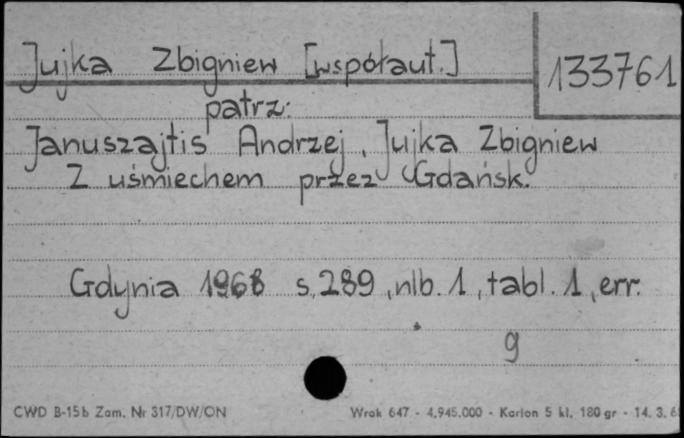 Jujka Zbigniew [współaut.]
133761
patrz:
Januszajtis Andrzej, Jujka Zbigniew
Z uśmiechem przez Gdańsk.
Gdynia 1968 s. 289, nlb. 1, tabl. 1, err.
g
CWD B-15b Zam. Nr 317/DW/ON
Wrak 647 - 4.945.000 - Karton 5 kl. 180 gr - 14. 3. 6